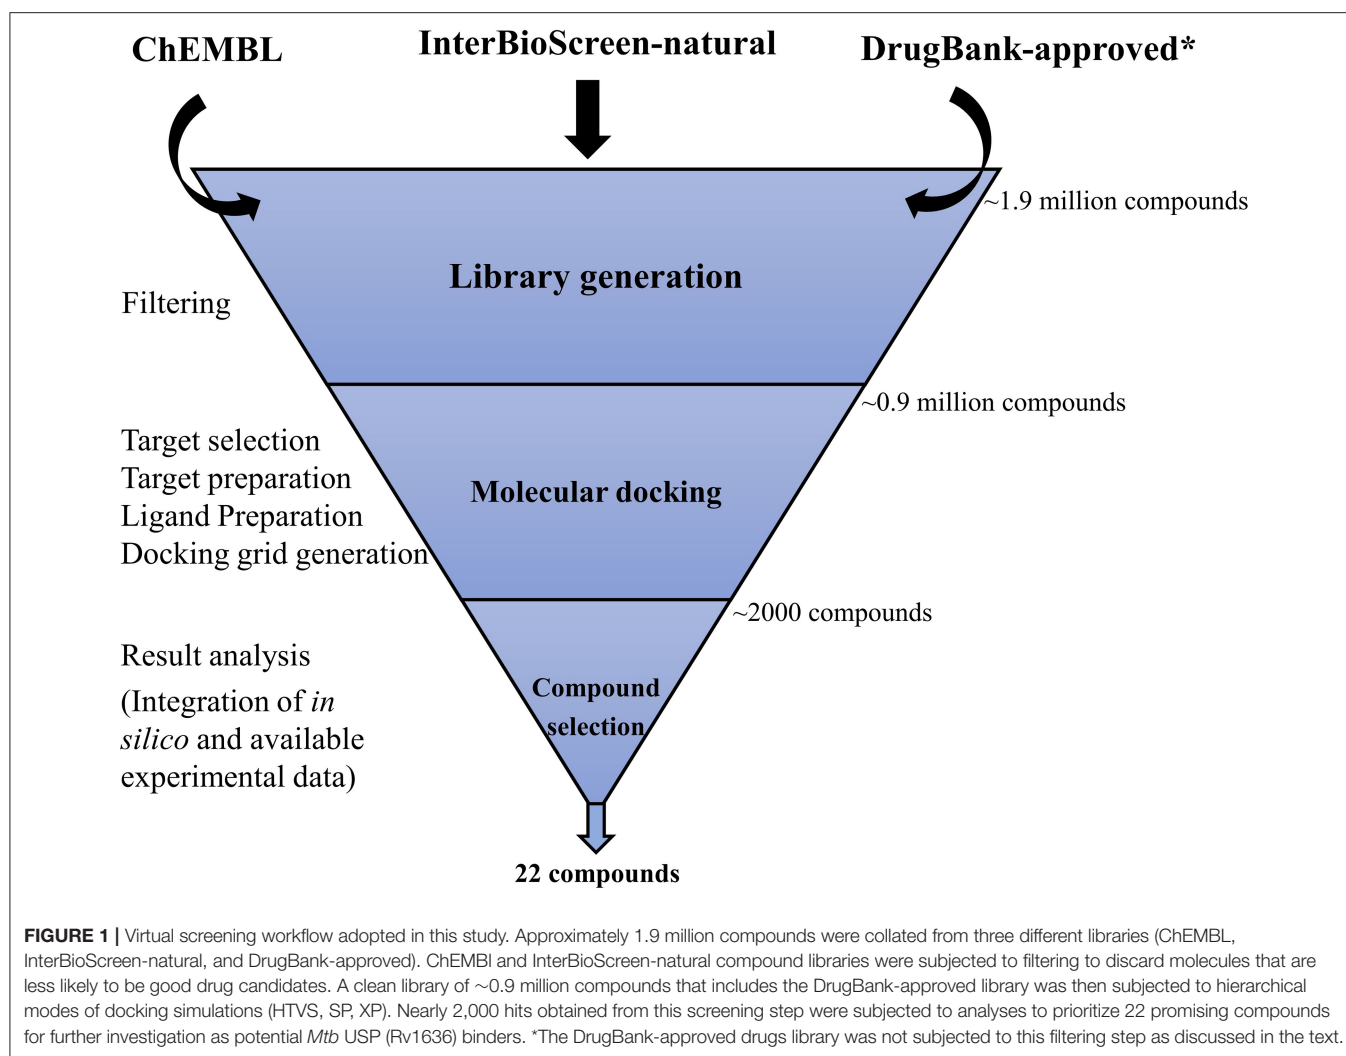 ChEMBL
InterBioScreen-natural
DrugBank-approved*
~1.9 million compounds
Library generation
Filtering
~0.9 million compounds
Target selection
Target preparation
Ligand Preparation
Docking grid generation
Molecular docking
~2000 compounds
Result analysis
(Integration of in
silico and available
experimental data)
Compound
selection
22 compounds
FIGURE 1 | Virtual screening workflow adopted in this study. Approximately 1.9 million compounds were collated from three different libraries (ChEMBL,
InterBioScreen-natural, and DrugBank-approved). ChEMBl and InterBioScreen-natural compound libraries were subjected to filtering to discard molecules that are
less likely to be good drug candidates. A clean library of ~0.9 million compounds that includes the DrugBank-approved library was then subjected to hierarchical
modes of docking simulations (HTVS, SP, XP). Nearly 2,000 hits obtained from this screening step were subjected to analyses to prioritize 22 promising compounds
for further investigation as potential Mtb USP (Rv1636) binders. *The DrugBank-approved drugs library was not subjected to this filtering step as discussed in the text.